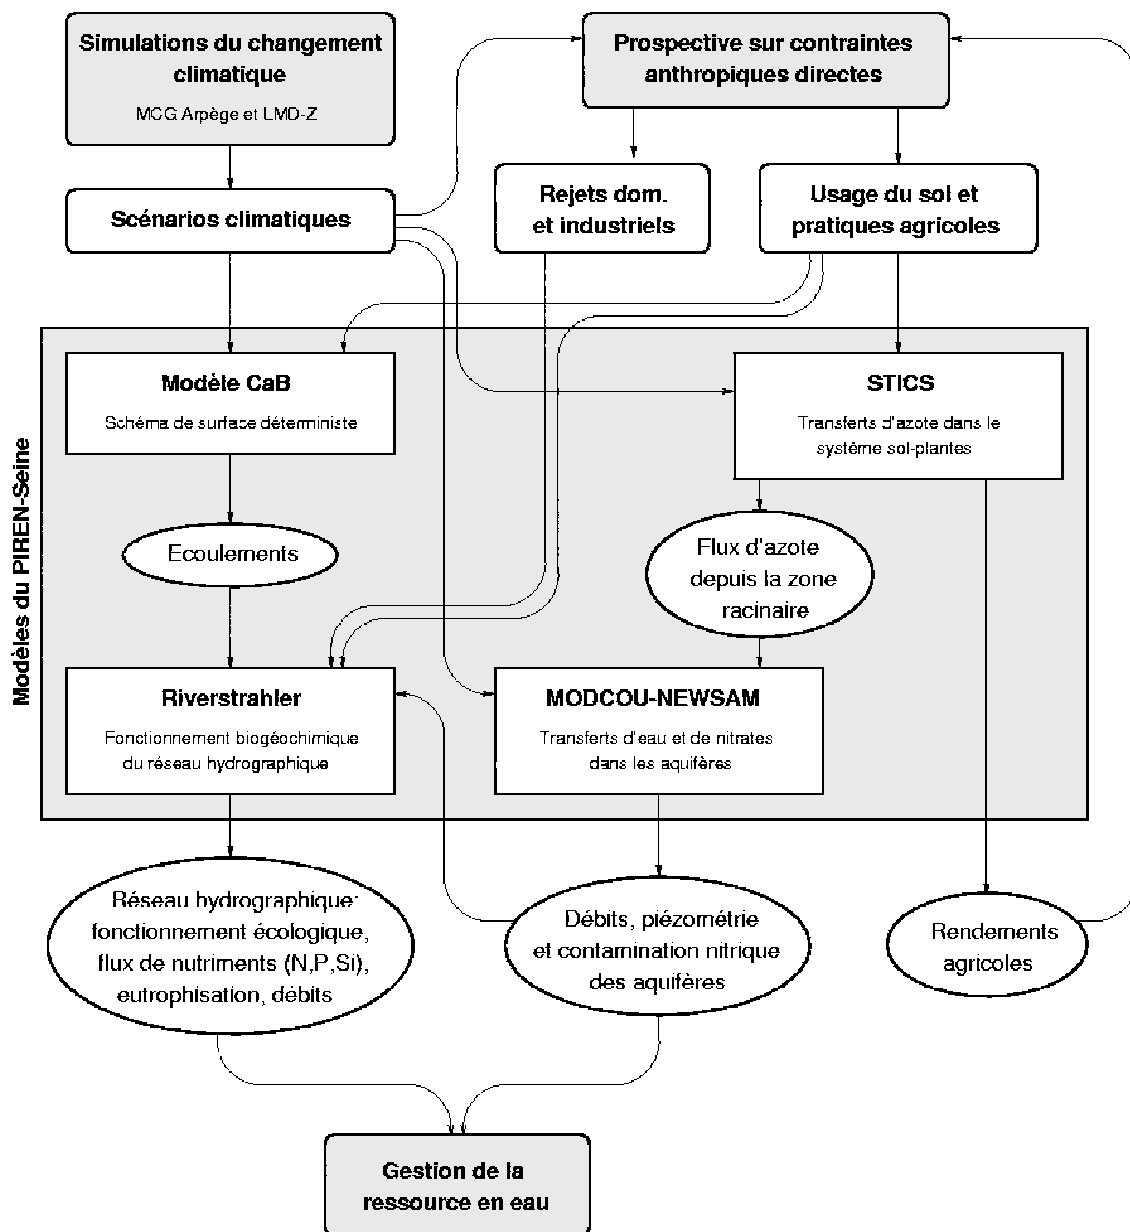 Simulations du changement
climatique
MCG Arpège et LMD-Z
Prospective sur contraintes
anthropiques directes
Scénarios climatiques
Rejets dom.
et industriels
Usage du sol et
pratiques agricoles
Modèles du PIREN-Seine
Modèle CaB
Schéma de surface déterministe
STICS
Transferts d'azote dans le
système sol-plantes
Ecoulements
Flux d'azote
depuis la zone
racinaire
Riverstrahler
Fonctionnement biogéochimique
du réseau hydrographique
MODCOU-NEWSAM
Transferts d'eau et de nitrates
dans les aquifères
Réseau hydrographique:
fonctionnement écologique,
flux de nutriments (N,P,Si),
eutrophisation, débits
Débits, piézométrie
et contamination nitrique
des aquifères
Rendements
agricoles
Gestion de la
ressource en eau